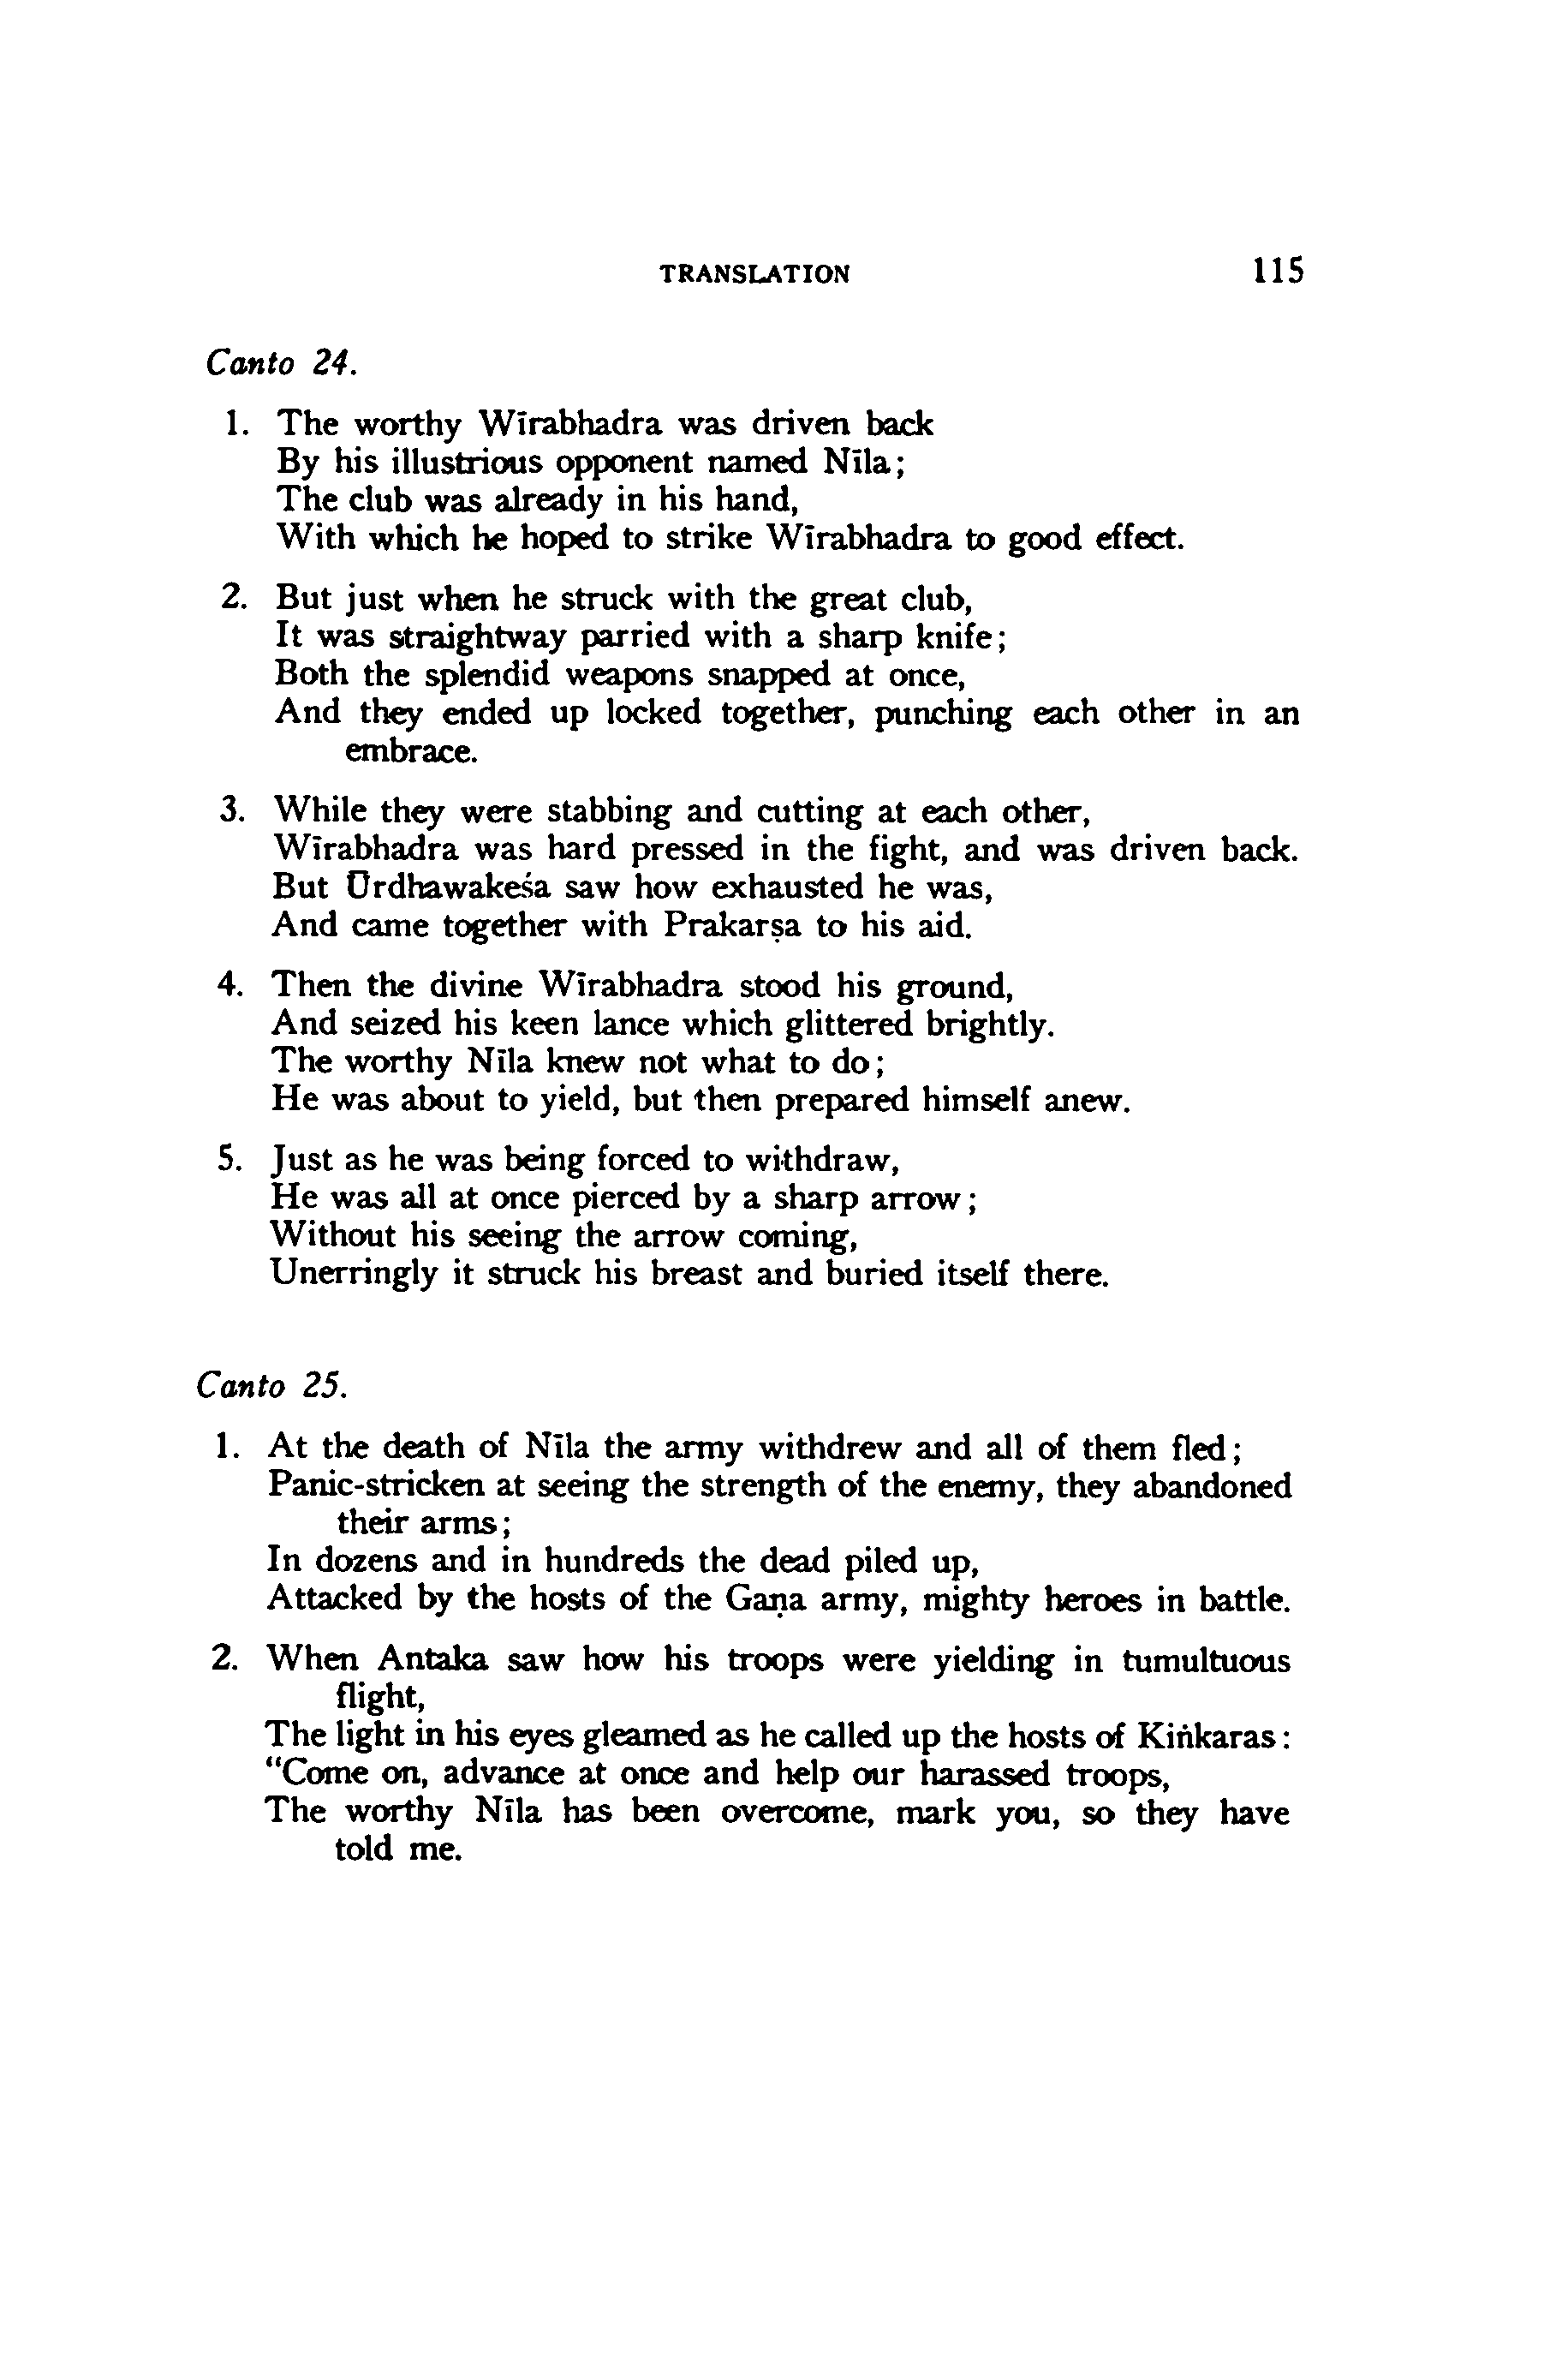 TRANSLATION 115
Canto 24.
1. The worthy Wīrabhadra was driven back
By his illustrious opponent named Nīla;
The club was already in his hand,
With which he hoped to strike Wīrabhadra to good effect.
2. But just when he struck with the great club,
It was straightway parried with a sharp knife;
Both the splendid weapons snapped at once,
And they ended up locked together, punching each other in an
embrace.
3. While they were stabbing and cutting at each other,
Wīrabhadra was hard pressed in the fight, and was driven back.
But Ūrdhawakeśa saw how exhausted he was,
And came together with Prakarṣa to his aid.
4. Then the divine Wīrabhadra stood his ground,
And seized his keen lance which glittered brightly.
The worthy Nīla knew not what to do;
He was about to yield, but then prepared himself anew.
5. Just as he was being forced to withdraw,
He was all at once pierced by a sharp arrow;
Without his seeing the arrow coming,
Unerringly it struck his breast and buried itself there.
Canto 25.
1. At the death of Nīla the army withdrew and all of them fled;
Panic-stricken at seeing the strength of the enemy, they abandoned
their arms;
In dozens and in hundreds the dead piled up,
Attacked by the hosts of the Gaṇa army, mighty heroes in battle.
2. When Antaka saw how his troops were yielding in tumultuous
flight,
The light in his eyes gleamed as he called up the hosts of Kiṅkaras:
"Come on, advance at once and help our harassed troops,
The worthy Nīla has been overcome, mark you, so they have
told me.